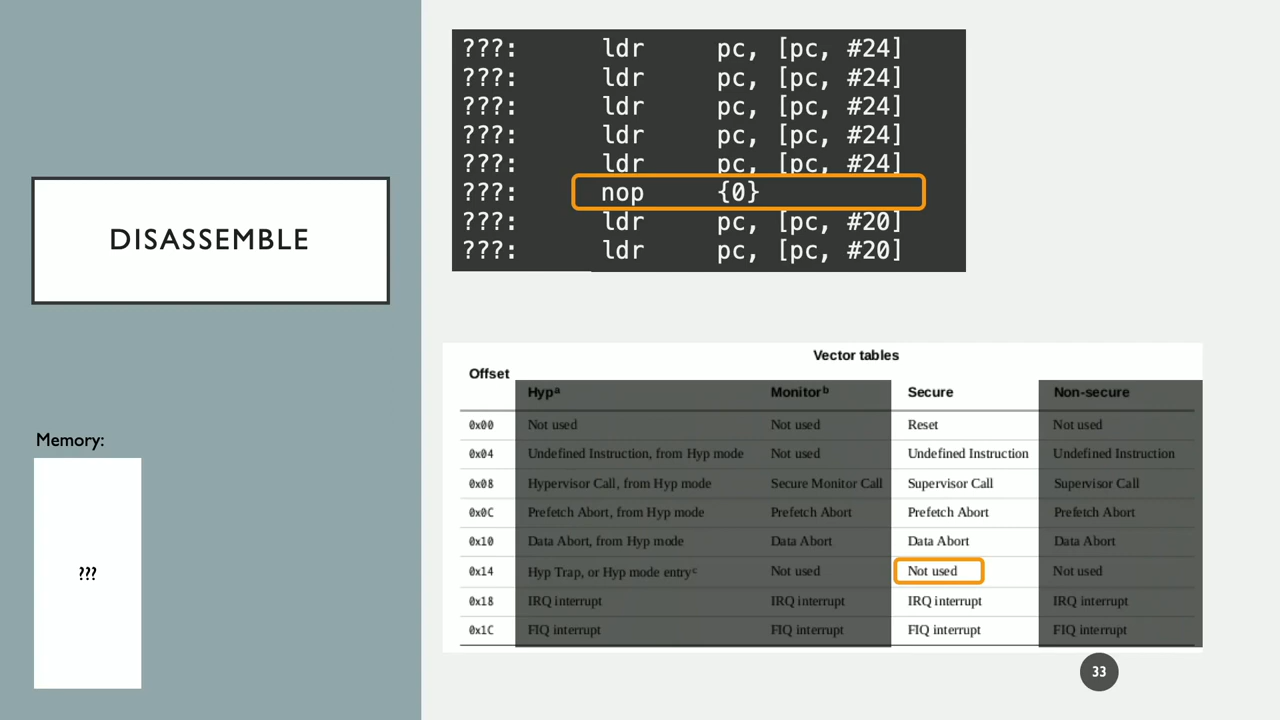 DISASSEMBLE
Memory:
???
???: ldr pc, [pc, #24]
???: ldr pc, [pc, #24]
???: ldr pc, [pc, #24]
???: ldr pc, [pc, #24]
???: ldr pc, [pc, #24]
???: nop {0}
???: ldr pc, [pc, #20]
???: ldr pc, [pc, #20]
Vector tables
Offset
Hypᵃ Monitorᵇ Secure Non-secure
0x00 Not used Not used Reset Not used
0x04 Undefined Instruction, from Hyp mode Not used Undefined Instruction Undefined Instruction
0x08 Hypervisor Call, from Hyp mode Secure Monitor Call Supervisor Call Supervisor Call
0x0C Prefetch Abort, from Hyp mode Prefetch Abort Prefetch Abort Prefetch Abort
0x10 Data Abort, from Hyp mode Data Abort Data Abort Data Abort
0x14 Hyp Trap, or Hyp mode entryᶜ Not used Not used Not used
0x18 IRQ interrupt IRQ interrupt IRQ interrupt IRQ interrupt
0x1C FIQ interrupt FIQ interrupt FIQ interrupt FIQ interrupt
33